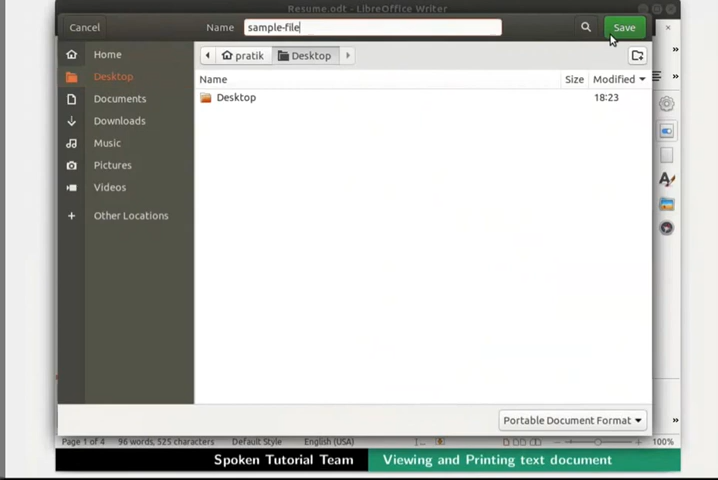 Resume.odt - LibreOffice Writer
Cancel Name sample-file Save
Home pratik Desktop
Desktop Name Size Modified
Documents Desktop 18:23
Downloads
Music
Pictures
Videos
Other Locations
Portable Document Format
Page 1 of 4 96 words, 525 characters Default Style English (USA) 100%
Spoken Tutorial Team Viewing and Printing text document